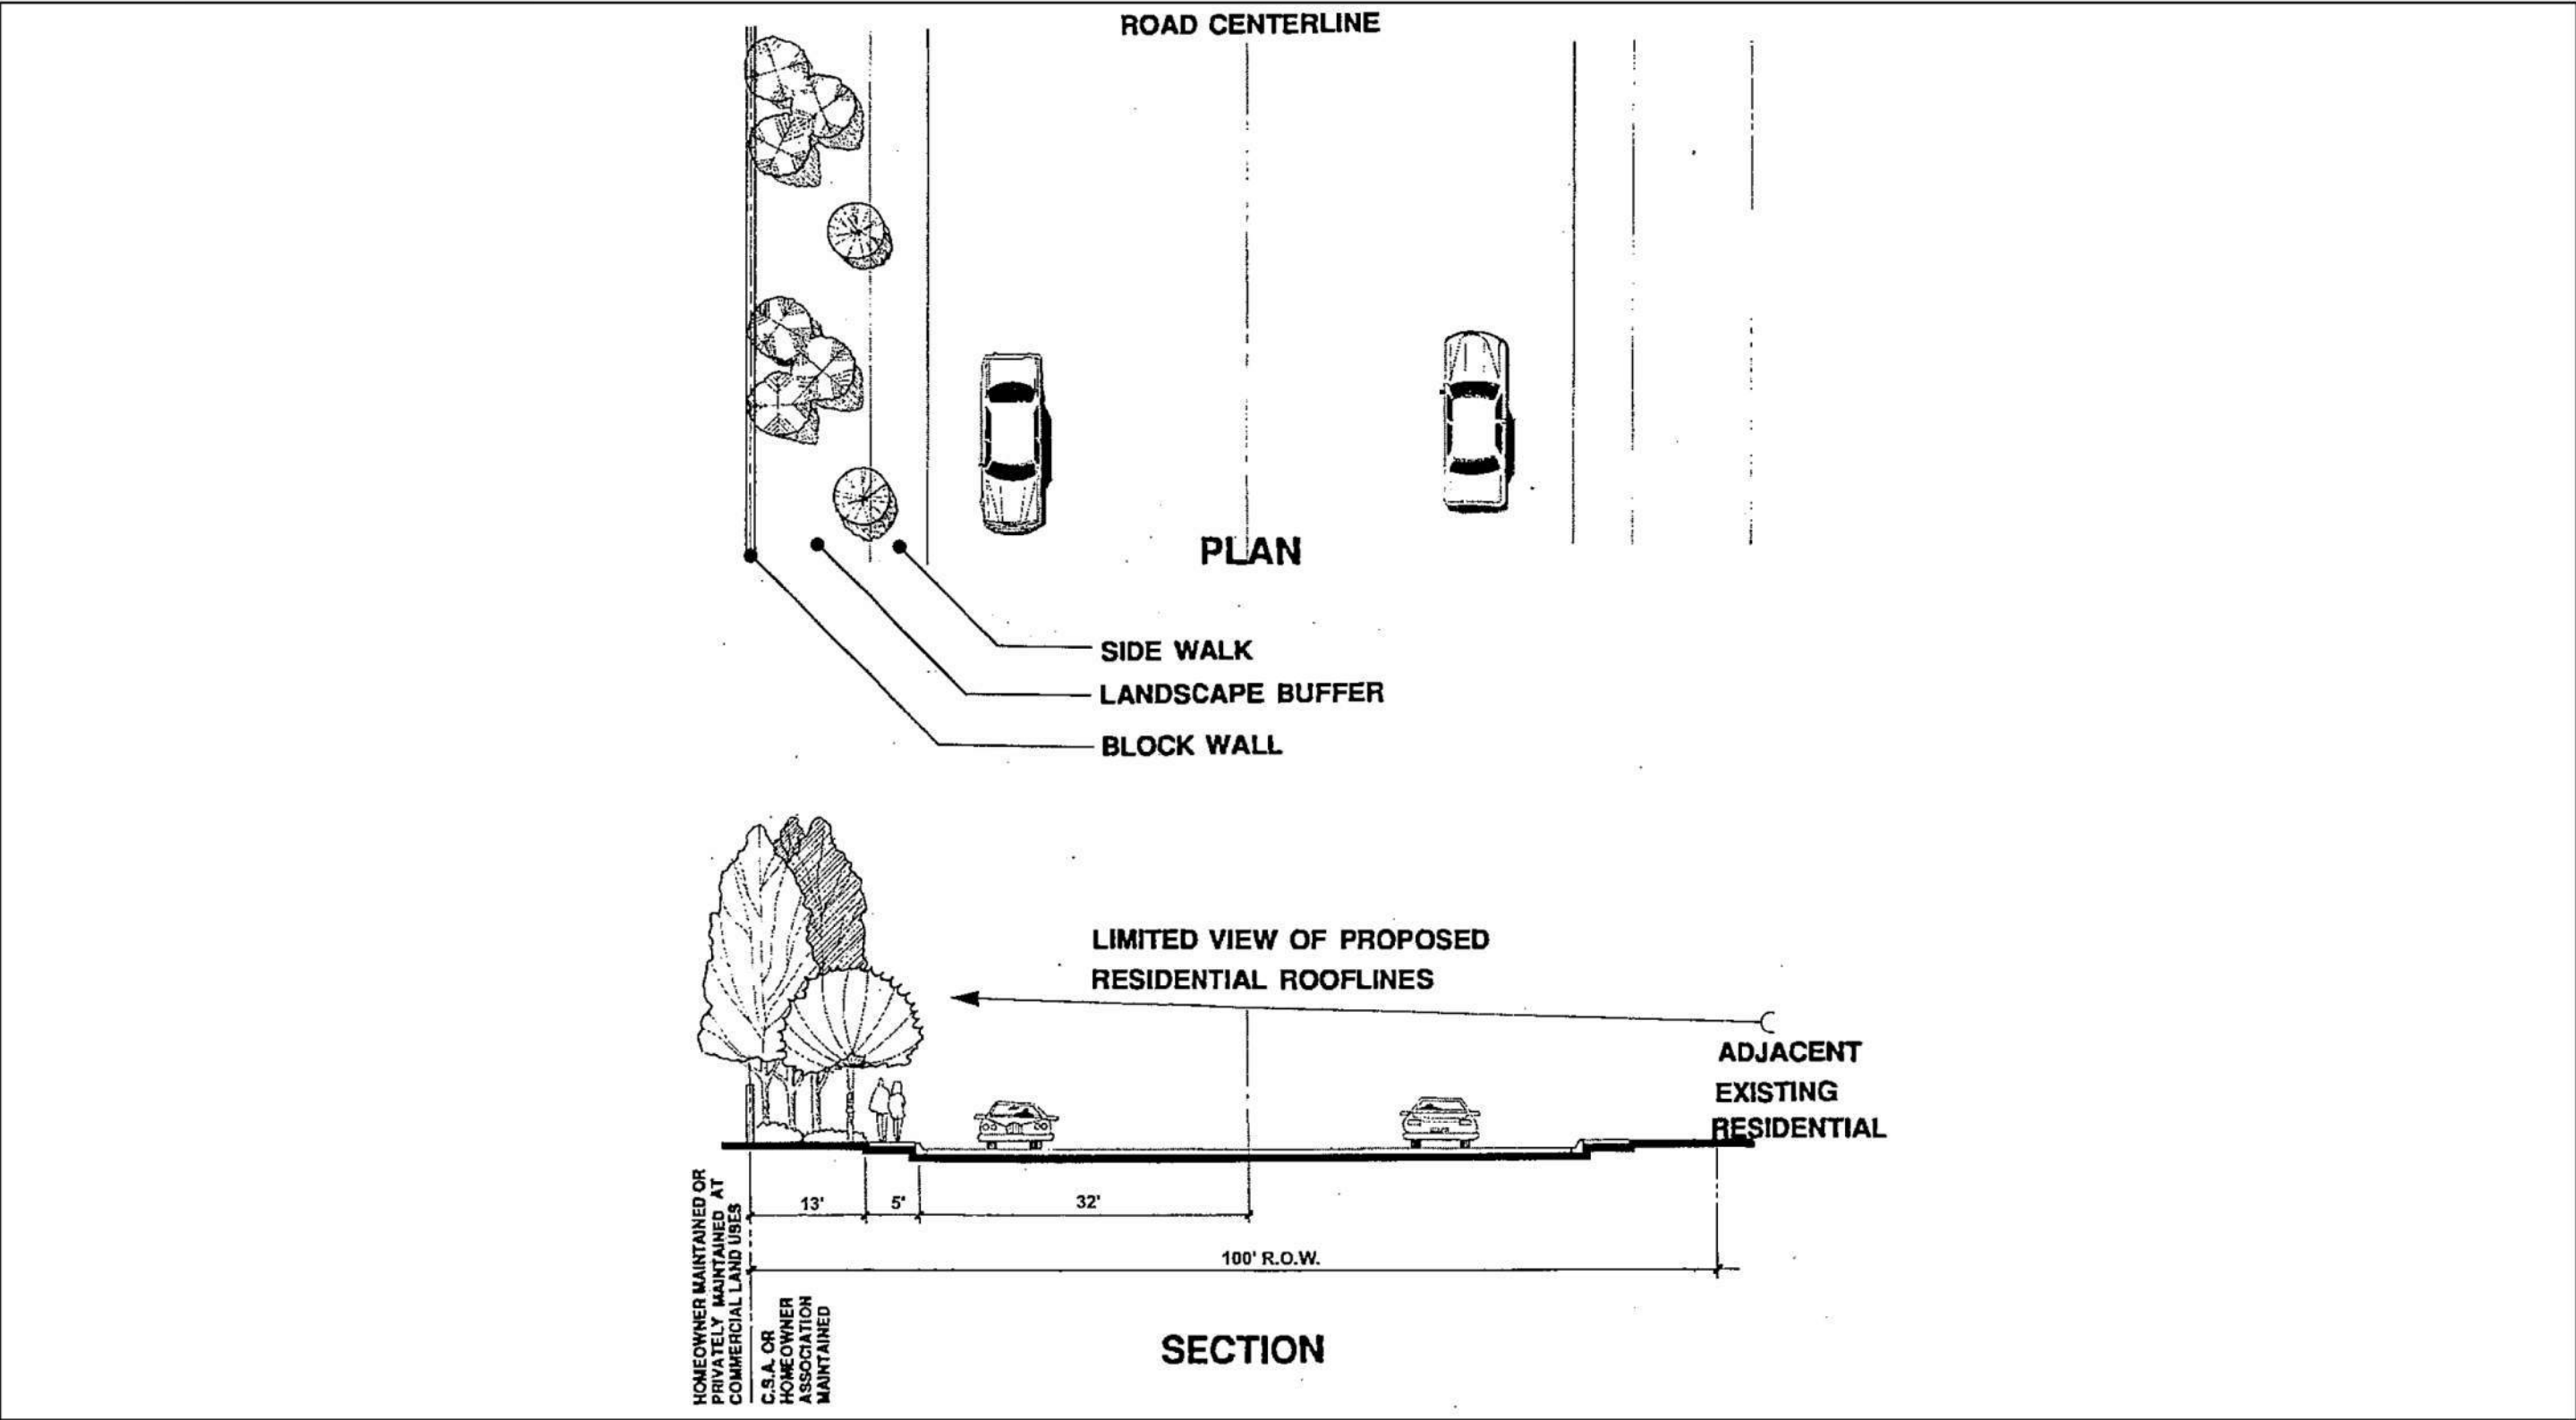 ROAD CENTERLINE
PLAN
SIDE WALK
LANDSCAPE BUFFER
BLOCK WALL
LIMITED VIEW OF PROPOSED
RESIDENTIAL ROOFLINES
ADJACENT
EXISTING
RESIDENTIAL
13'
5'
32'
100' R.O.W.
HOMEOWNER MAINTAINED OR
PRIVATELY MAINTAINED AT
COMMERCIAL LAND USES
C.S.A. OR
HOMEOWNER
ASSOCIATION
MAINTAINED
SECTION